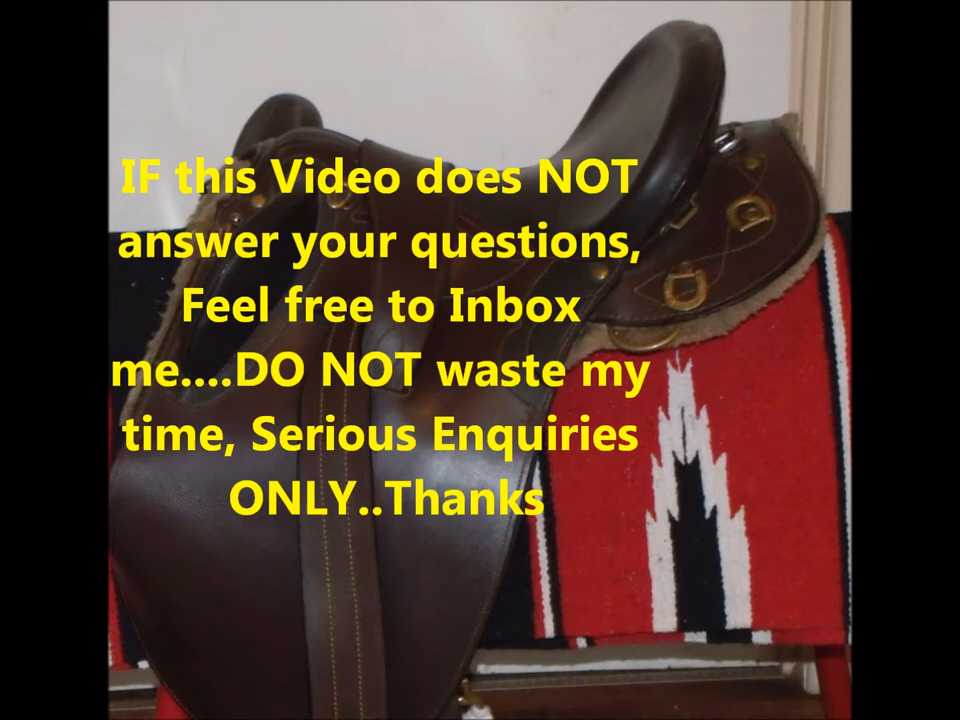 IF this Video does NOT
answer your questions,
Feel free to Inbox
me....DO NOT waste my
time, Serious Enquiries
ONLY..Thanks